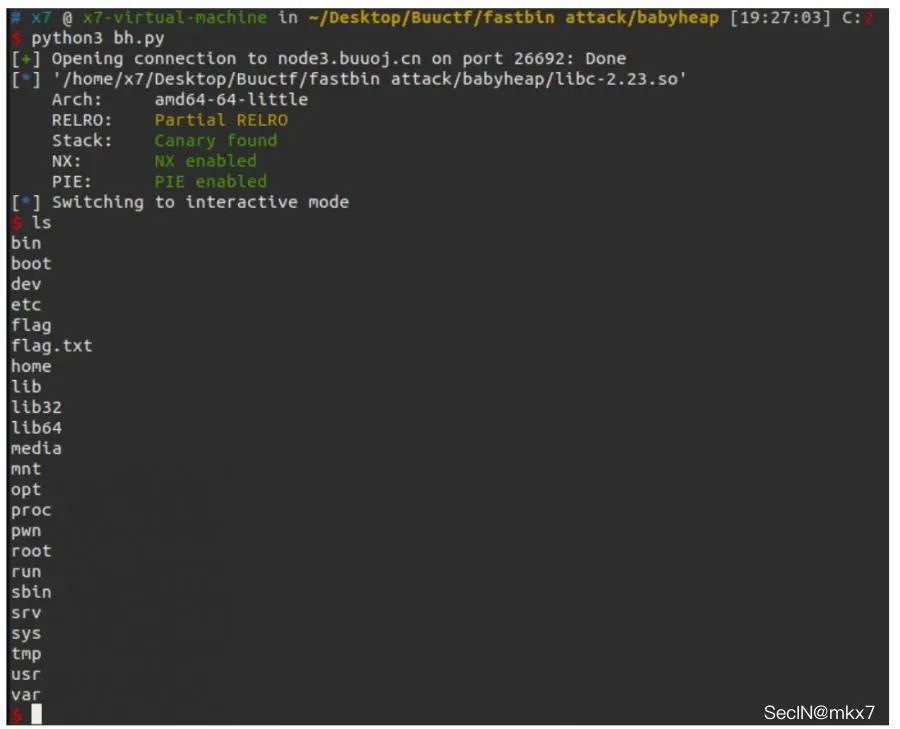 # x7 @ x7-virtual-machine in ~/Desktop/Buuctf/fastbin attack/babyheap [19:27:03] C:2
$ python3 bh.py
[+] Opening connection to node3.buuoj.cn on port 26692: Done
[*] '/home/x7/Desktop/Buuctf/fastbin attack/babyheap/libc-2.23.so'
    Arch:     amd64-64-little
    RELRO:    Partial RELRO
    Stack:    Canary found
    NX:       NX enabled
    PIE:      PIE enabled
[*] Switching to interactive mode
$ ls
bin
boot
dev
etc
flag
flag.txt
home
lib
lib32
lib64
media
mnt
opt
proc
pwn
root
run
sbin
srv
sys
tmp
usr
var
$
SecIN@mkx7